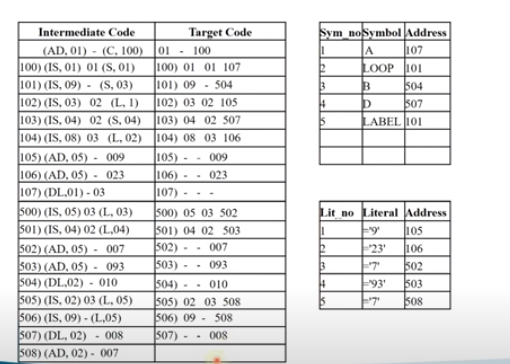 Intermediate Code Target Code
(AD, 01) - (C, 100) 01 - 100
100) (IS, 01) 01 (S, 01) 100) 01 01 107
101) (IS, 09) - (S, 03) 101) 09 - 504
102) (IS, 03) 02 (L, 1) 102) 03 02 105
103) (IS, 04) 02 (S, 04) 103) 04 02 507
104) (IS, 08) 03 (L, 02) 104) 08 03 106
105) (AD, 05) - 009 105) - - 009
106) (AD, 05) - 023 106) - - 023
107) (DL,01) - 03 107) - - -
500) (IS, 05) 03 (L, 03) 500) 05 03 502
501) (IS, 04) 02 (L,04) 501) 04 02 503
502) (AD, 05) - 007 502) - - 007
503) (AD, 05) - 093 503) - - 093
504) (DL,02) - 010 504) - - 010
505) (IS, 02) 03 (L, 05) 505) 02 03 508
506) (IS, 09) - (L,05) 506) 09 - 508
507) (DL, 02) - 008 507) - - 008
508) (AD, 02) - 007
Sym_no Symbol Address
1 A 107
2 LOOP 101
3 B 504
4 D 507
5 LABEL 101
Lit_no Literal Address
1 ='9' 105
2 ='23' 106
3 ='7' 502
4 ='93' 503
5 ='7' 508